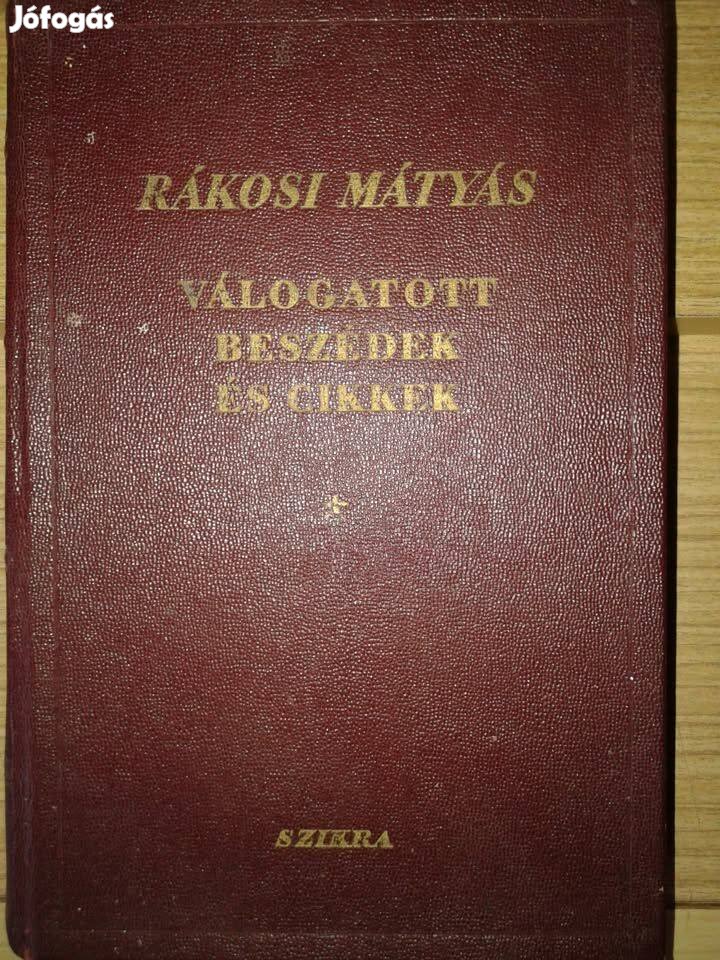 Jófogás
RÁKOSI MÁTYÁS
VÁLOGATOTT
BESZÉDEK
ÉS CIKKEK
SZIKRA